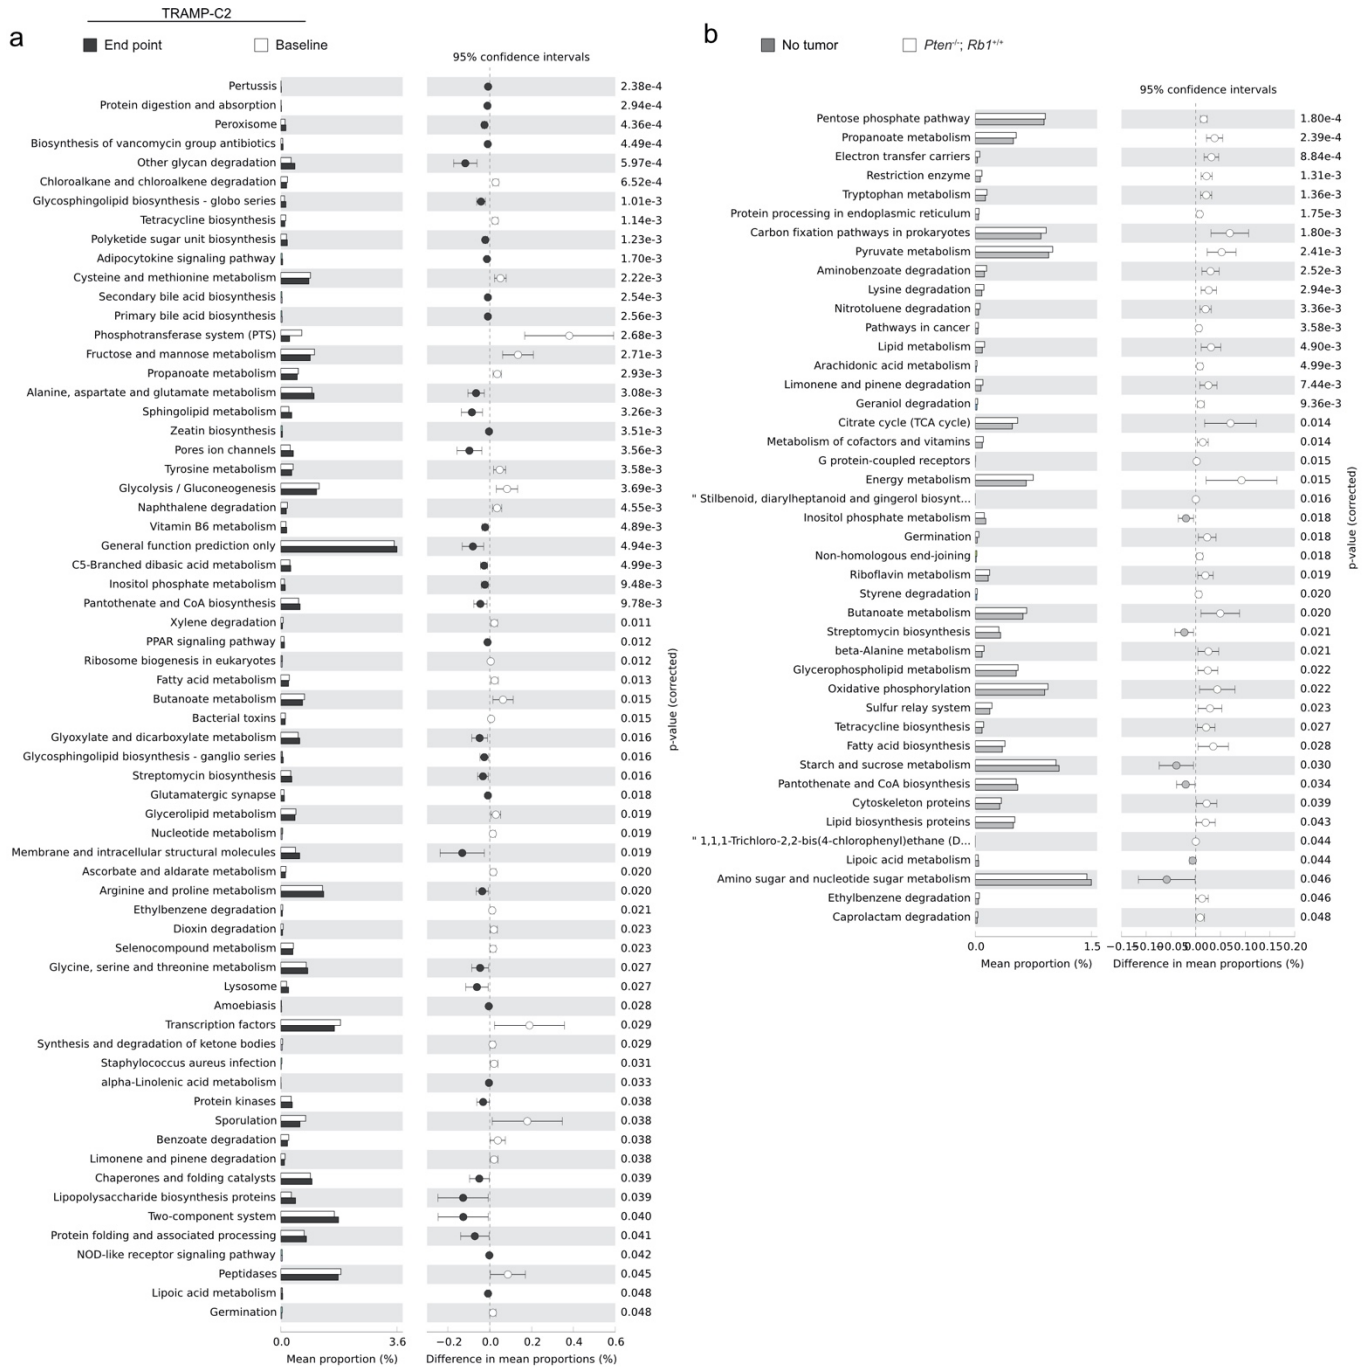 TRAMP-C2
a
End point
Baseline
95% confidence intervals
Pertussis 2.38e-4
Protein digestion and absorption 2.94e-4
Peroxisome 4.36e-4
Biosynthesis of vancomycin group antibiotics 4.49e-4
Other glycan degradation 5.97e-4
Chloroalkane and chloroalkene degradation 6.52e-4
Glycosphingolipid biosynthesis - globo series 1.01e-3
Tetracycline biosynthesis 1.14e-3
Polyketide sugar unit biosynthesis 1.23e-3
Adipocytokine signaling pathway 1.70e-3
Cysteine and methionine metabolism 2.22e-3
Secondary bile acid biosynthesis 2.54e-3
Primary bile acid biosynthesis 2.56e-3
Phosphotransferase system (PTS) 2.68e-3
Fructose and mannose metabolism 2.71e-3
Propanoate metabolism 2.93e-3
Alanine, aspartate and glutamate metabolism 3.08e-3
Sphingolipid metabolism 3.26e-3
Zeatin biosynthesis 3.51e-3
Pores ion channels 3.56e-3
Tyrosine metabolism 3.58e-3
Glycolysis / Gluconeogenesis 3.69e-3
Naphthalene degradation 4.55e-3
Vitamin B6 metabolism 4.89e-3
General function prediction only 4.94e-3
C5-Branched dibasic acid metabolism 4.99e-3
Inositol phosphate metabolism 9.48e-3
Pantothenate and CoA biosynthesis 9.78e-3
Xylene degradation 0.011
PPAR signaling pathway 0.012
Ribosome biogenesis in eukaryotes 0.012
Fatty acid metabolism 0.013
Butanoate metabolism 0.015
Bacterial toxins 0.015
Glyoxylate and dicarboxylate metabolism 0.016
Glycosphingolipid biosynthesis - ganglio series 0.016
Streptomycin biosynthesis 0.016
Glutamatergic synapse 0.018
Glycerolipid metabolism 0.019
Nucleotide metabolism 0.019
Membrane and intracellular structural molecules 0.019
Ascorbate and aldarate metabolism 0.020
Arginine and proline metabolism 0.020
Ethylbenzene degradation 0.021
Dioxin degradation 0.023
Selenocompound metabolism 0.023
Glycine, serine and threonine metabolism 0.027
Lysosome 0.027
Amoebiasis 0.028
Transcription factors 0.029
Synthesis and degradation of ketone bodies 0.029
Staphylococcus aureus infection 0.031
alpha-Linolenic acid metabolism 0.033
Protein kinases 0.038
Sporulation 0.038
Benzoate degradation 0.038
Limonene and pinene degradation 0.038
Chaperones and folding catalysts 0.039
Lipopolysaccharide biosynthesis proteins 0.039
Two-component system 0.040
Protein folding and associated processing 0.041
NOD-like receptor signaling pathway 0.042
Peptidases 0.045
Lipoic acid metabolism 0.048
Germination 0.048
0.0 3.6 −0.2 0.0 0.2 0.4 0.6
Mean proportion (%) Difference in mean proportions (%)
p-value (corrected)
b
No tumor
Pten-/-; Rb1+/+
95% confidence intervals
Pentose phosphate pathway 1.80e-4
Propanoate metabolism 2.39e-4
Electron transfer carriers 8.84e-4
Restriction enzyme 1.31e-3
Tryptophan metabolism 1.36e-3
Protein processing in endoplasmic reticulum 1.75e-3
Carbon fixation pathways in prokaryotes 1.80e-3
Pyruvate metabolism 2.41e-3
Aminobenzoate degradation 2.52e-3
Lysine degradation 2.94e-3
Nitrotoluene degradation 3.36e-3
Pathways in cancer 3.58e-3
Lipid metabolism 4.90e-3
Arachidonic acid metabolism 4.99e-3
Limonene and pinene degradation 7.44e-3
Geraniol degradation 9.36e-3
Citrate cycle (TCA cycle) 0.014
Metabolism of cofactors and vitamins 0.014
G protein-coupled receptors 0.015
Energy metabolism 0.015
" Stilbenoid, diarylheptanoid and gingerol biosynt... 0.016
Inositol phosphate metabolism 0.018
Germination 0.018
Non-homologous end-joining 0.018
Riboflavin metabolism 0.019
Styrene degradation 0.020
Butanoate metabolism 0.020
Streptomycin biosynthesis 0.021
beta-Alanine metabolism 0.021
Glycerophospholipid metabolism 0.022
Oxidative phosphorylation 0.022
Sulfur relay system 0.023
Tetracycline biosynthesis 0.027
Fatty acid biosynthesis 0.028
Starch and sucrose metabolism 0.030
Pantothenate and CoA biosynthesis 0.034
Cytoskeleton proteins 0.039
Lipid biosynthesis proteins 0.043
" 1,1,1-Trichloro-2,2-bis(4-chlorophenyl)ethane (D... 0.044
Lipoic acid metabolism 0.044
Amino sugar and nucleotide sugar metabolism 0.046
Ethylbenzene degradation 0.046
Caprolactam degradation 0.048
0.0 1.5 −0.15−0.10−0.050.000.050.100.150.20
Mean proportion (%) Difference in mean proportions (%)
p-value (corrected)